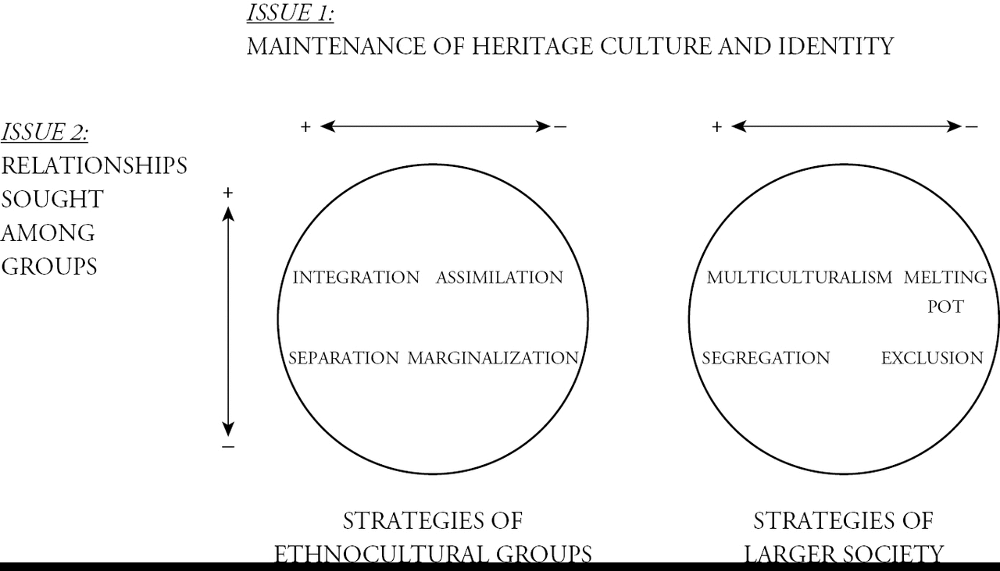 ISSUE 1:
MAINTENANCE OF HERITAGE CULTURE AND IDENTITY
ISSUE 2:
RELATIONSHIPS
SOUGHT
AMONG
GROUPS
+ –
+ –
+
–
INTEGRATION ASSIMILATION
SEPARATION MARGINALIZATION
MULTICULTURALISM MELTING
POT
SEGREGATION EXCLUSION
STRATEGIES OF
ETHNOCULTURAL GROUPS
STRATEGIES OF
LARGER SOCIETY